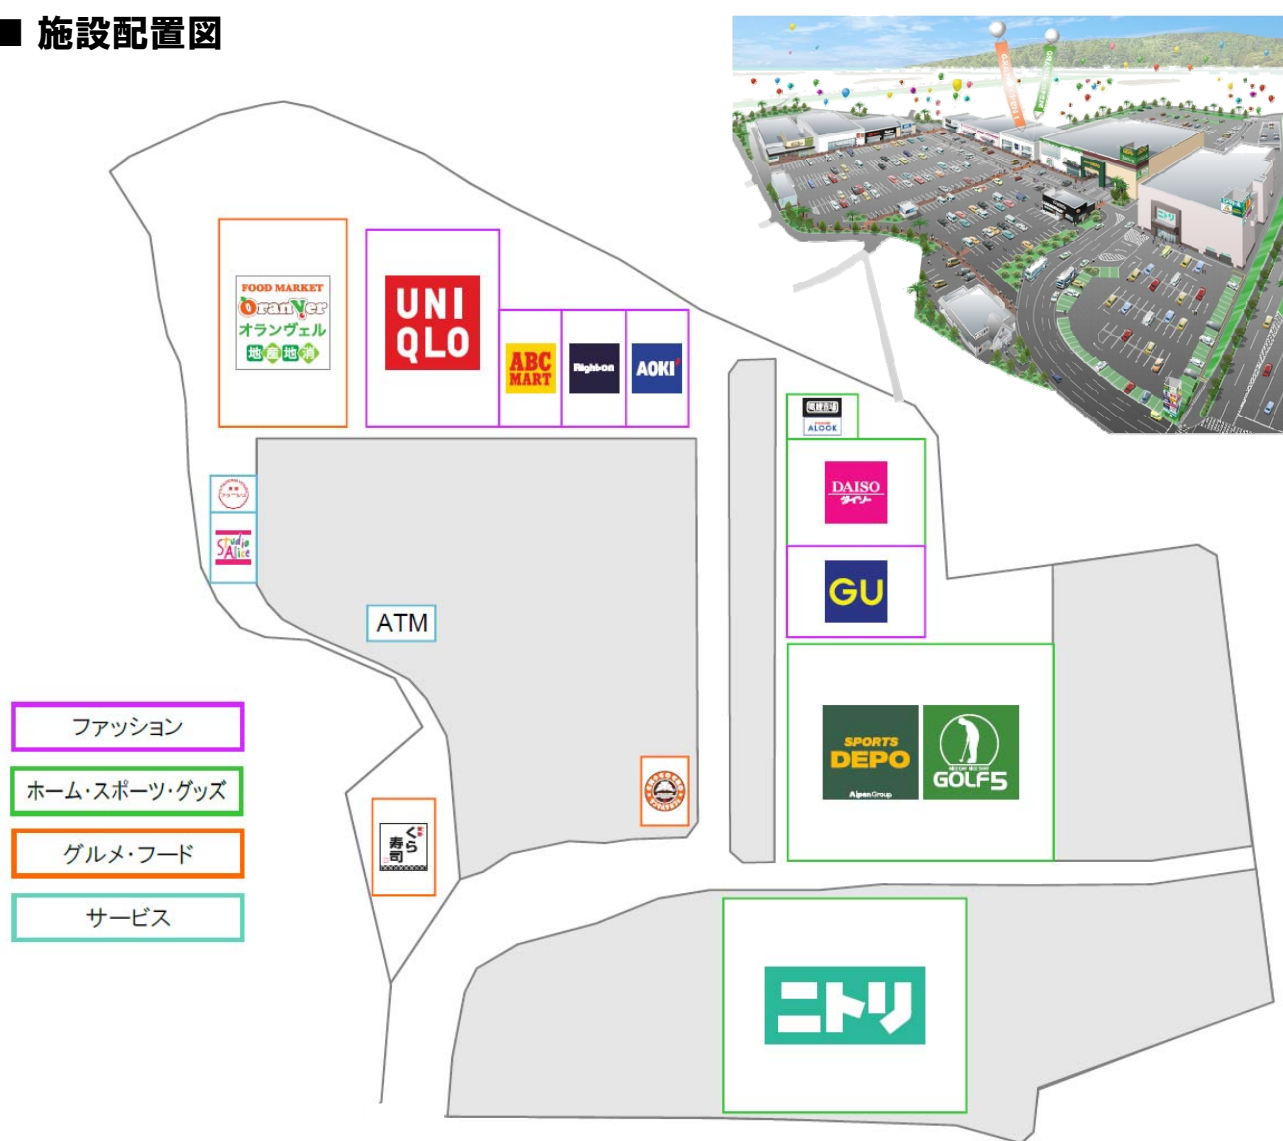 ■ 施設配置図
FOOD MARKET
OranVer
オランヴェル
地産地消
UNI
QLO
ABC
MART
Right-on
AOKI
ALOOK
DAISO
ダイソー
Studio
Alice
GU
ATM
ファッション
SPORTS
DEPO
Alpen Group
GOLF5
ホーム・スポーツ・グッズ
グルメ・フード
くら
寿司
サービス
ニトリ
ニトリ